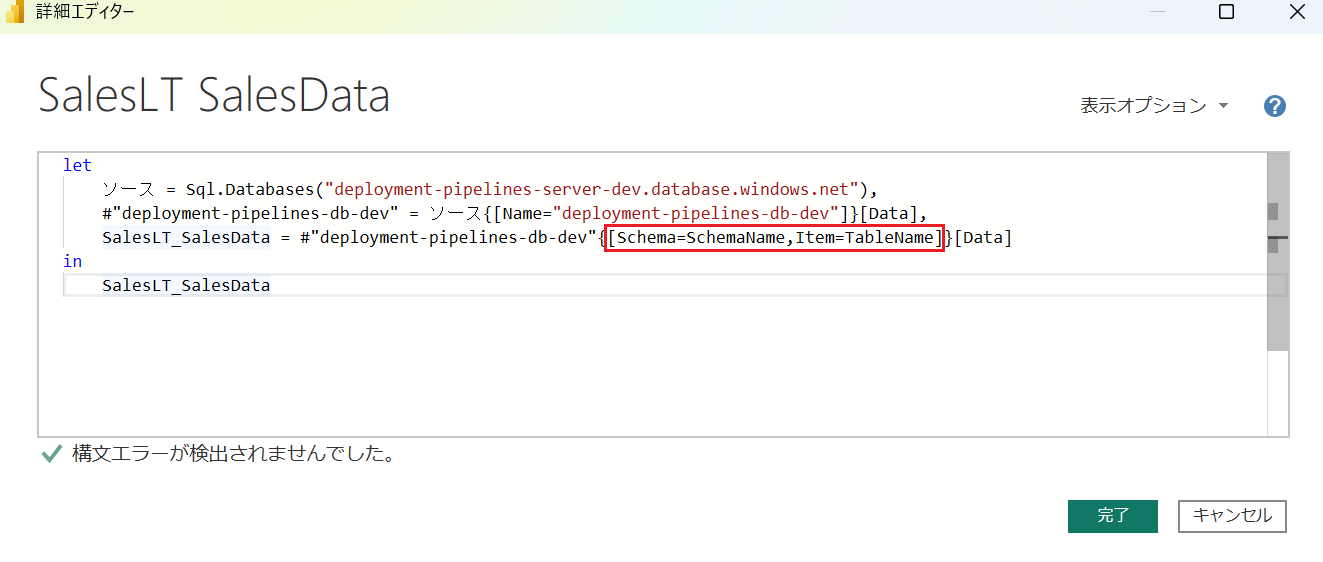 詳細エディター
SalesLT SalesData
表示オプション
?
let
ソース = Sql.Databases("deployment-pipelines-server-dev.database.windows.net"),
#"deployment-pipelines-db-dev" = ソース{[Name="deployment-pipelines-db-dev"]}[Data],
SalesLT_SalesData = #"deployment-pipelines-db-dev"{[Schema=SchemaName,Item=TableName]}[Data]
in
SalesLT_SalesData
構文エラーが検出されませんでした。
完了
キャンセル